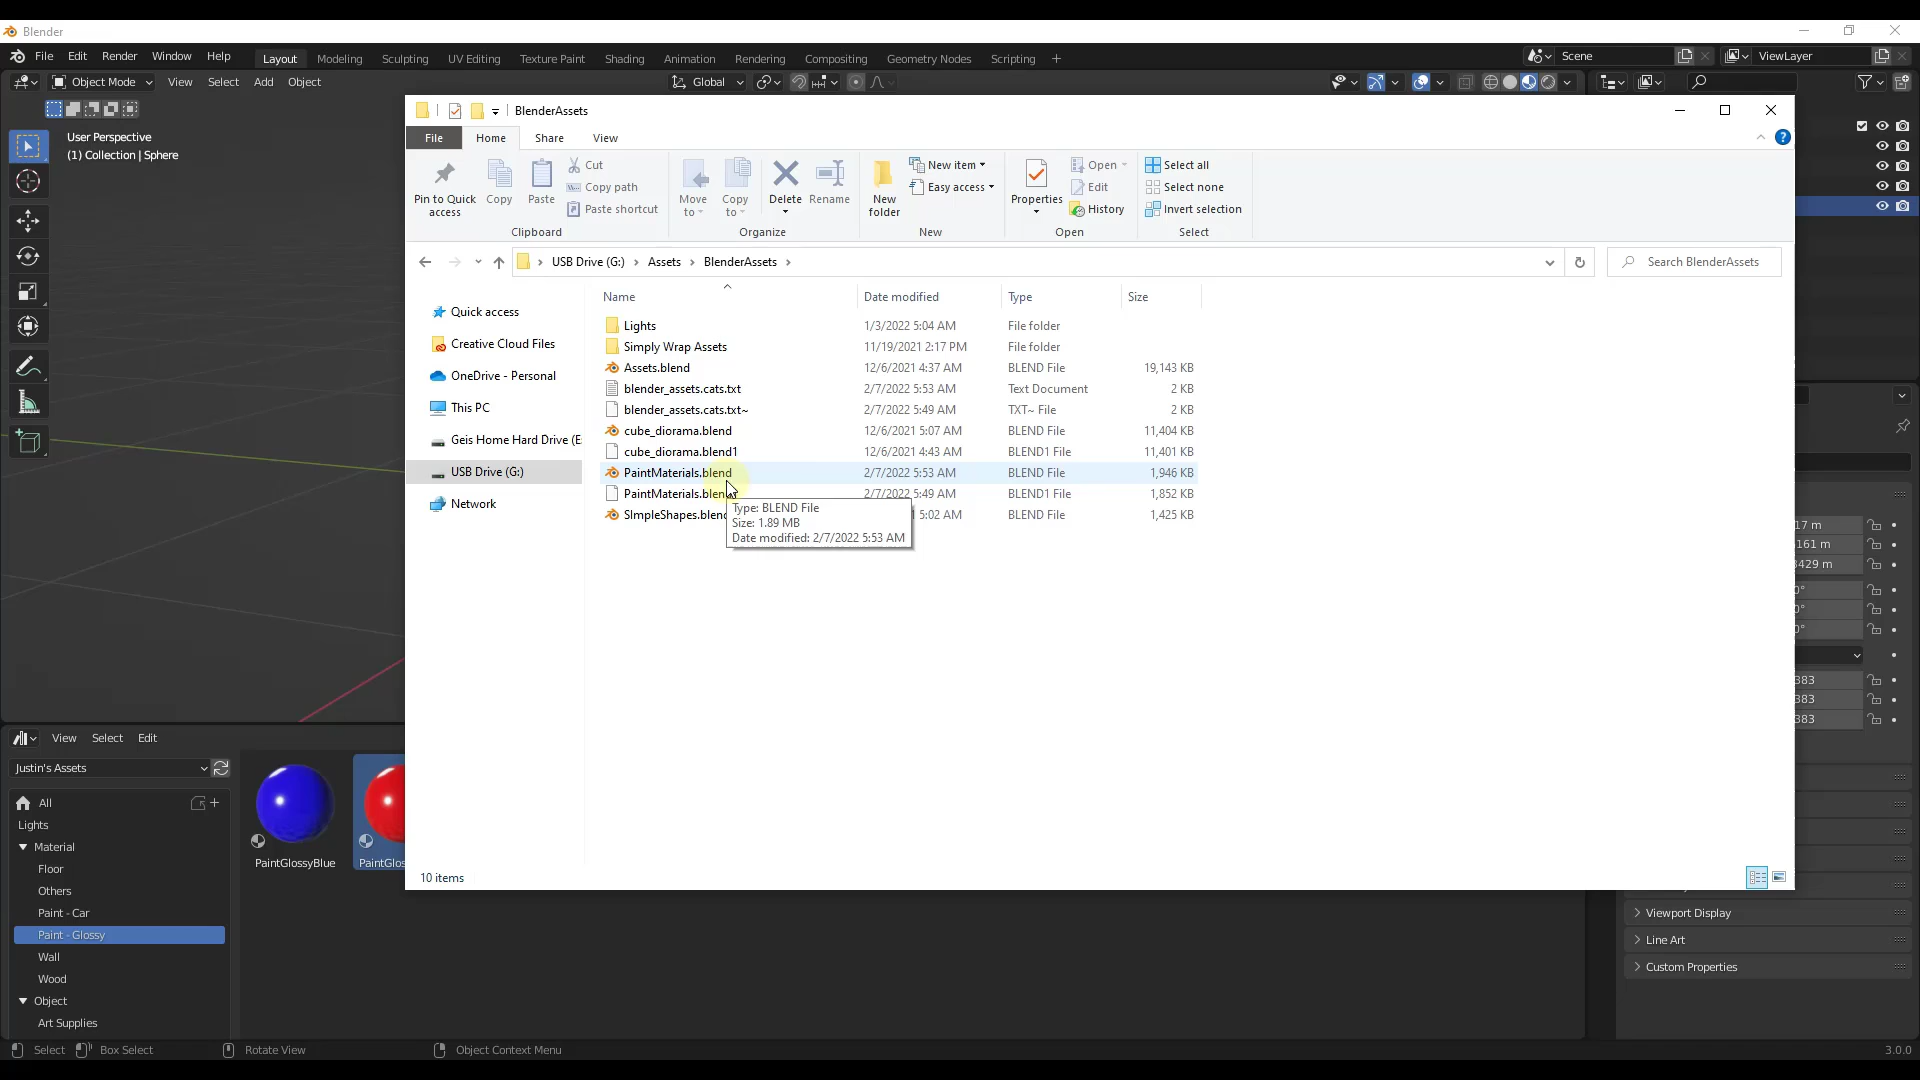 Blender
File Edit Render Window Help Layout Modeling Sculpting UV Editing Texture Paint Shading Animation Rendering Compositing Geometry Nodes Scripting + Scene ViewLayer
Object Mode View Select Add Object Global
User Perspective
(1) Collection | Sphere
BlenderAssets
File Home Share View
Pin to Quick access
Copy
Paste
Cut
Copy path
Paste shortcut
Clipboard
Move to
Copy to
Delete
Rename
Organize
New folder
New item
Easy access
New
Properties
Open
Edit
History
Open
Select all
Select none
Invert selection
Select
USB Drive (G:) > Assets > BlenderAssets >
Search BlenderAssets
Quick access
Creative Cloud Files
OneDrive - Personal
This PC
Geis Home Hard Drive (E:
USB Drive (G:)
Network
Name Date modified Type Size
Lights 1/3/2022 5:04 AM File folder
Simply Wrap Assets 11/19/2021 2:17 PM File folder
Assets.blend 12/6/2021 4:37 AM BLEND File 19,143 KB
blender_assets.cats.txt 2/7/2022 5:53 AM Text Document 2 KB
blender_assets.cats.txt~ 2/7/2022 5:49 AM TXT~ File 2 KB
cube_diorama.blend 12/6/2021 5:07 AM BLEND File 11,404 KB
cube_diorama.blend1 12/6/2021 4:43 AM BLEND1 File 11,401 KB
PaintMaterials.blend 2/7/2022 5:53 AM BLEND File 1,946 KB
PaintMaterials.blen 2/7/2022 5:49 AM BLEND1 File 1,852 KB
SImpleShapes.blend 5:02 AM BLEND File 1,425 KB
Type: BLEND File
Size: 1.89 MB
Date modified: 2/7/2022 5:53 AM
10 items
17 m
161 m
3429 m
0°
0°
0°
383
383
383
Viewport Display
Line Art
Custom Properties
View Select Edit
Justin's Assets
All
Lights
Material
Floor
Others
Paint - Car
Paint - Glossy
Wall
Wood
Object
Art Supplies
PaintGlossyBlue
PaintGlos
Select Box Select Rotate View Object Context Menu 3.0.0